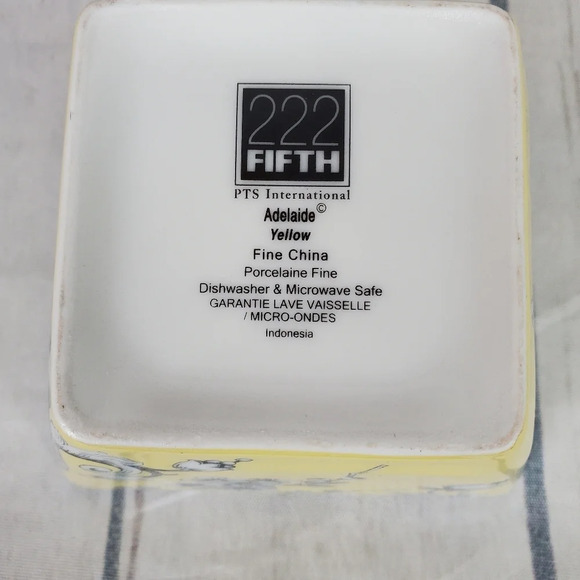 222
FIFTH
PTS International
Adelaide©
Yellow
Fine China
Porcelaine Fine
Dishwasher & Microwave Safe
GARANTIE LAVE VAISSELLE
/ MICRO-ONDES
Indonesia